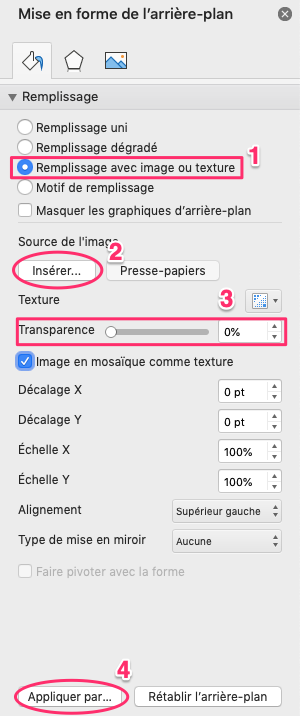 Mise en forme de l'arrière-plan
Remplissage
Remplissage uni
Remplissage dégradé
1
Remplissage avec image ou texture
Motif de remplissage
Masquer les graphiques d'arrière-plan
Source de l'image
2
Insérer... Presse-papiers
Texture
3
Transparence 0%
Image en mosaïque comme texture
Décalage X 0 pt
Décalage Y 0 pt
Échelle X 100%
Échelle Y 100%
Alignement Supérieur gauche
Type de mise en miroir Aucune
Faire pivoter avec la forme
4
Appliquer par... Rétablir l'arrière-plan